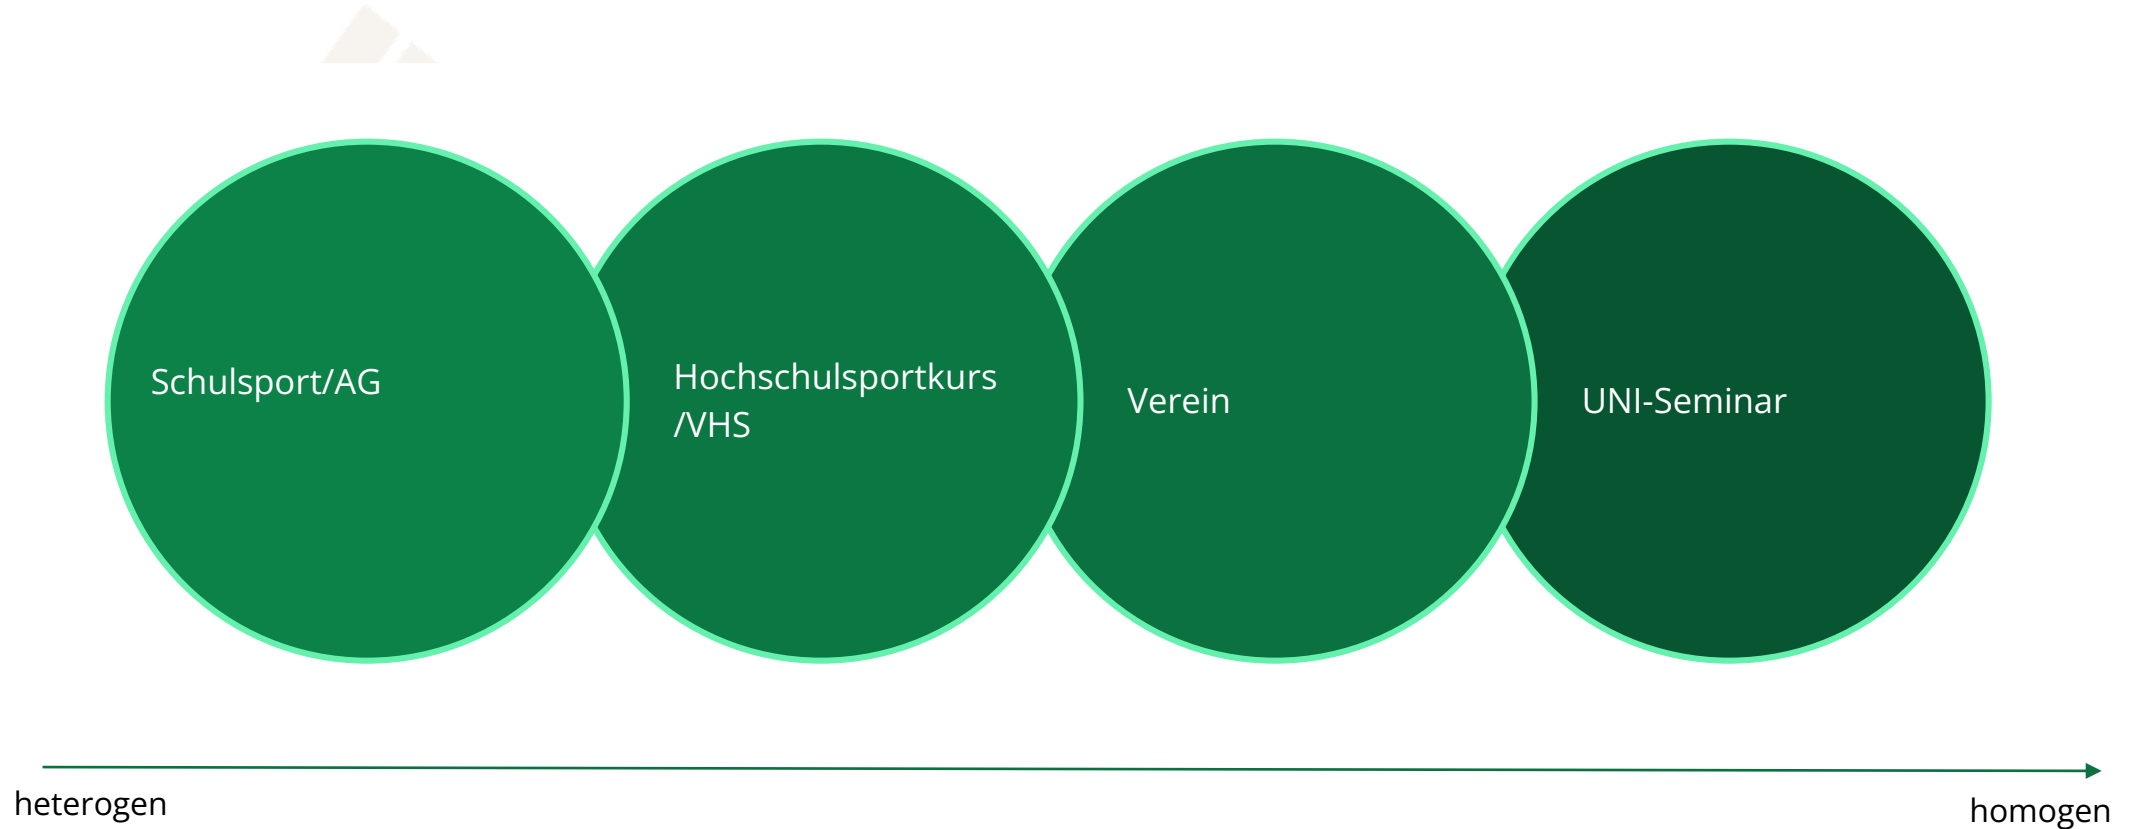 Schulsport/AG
Hochschulsportkurs
/VHS
Verein
UNI-Seminar
heterogen
homogen